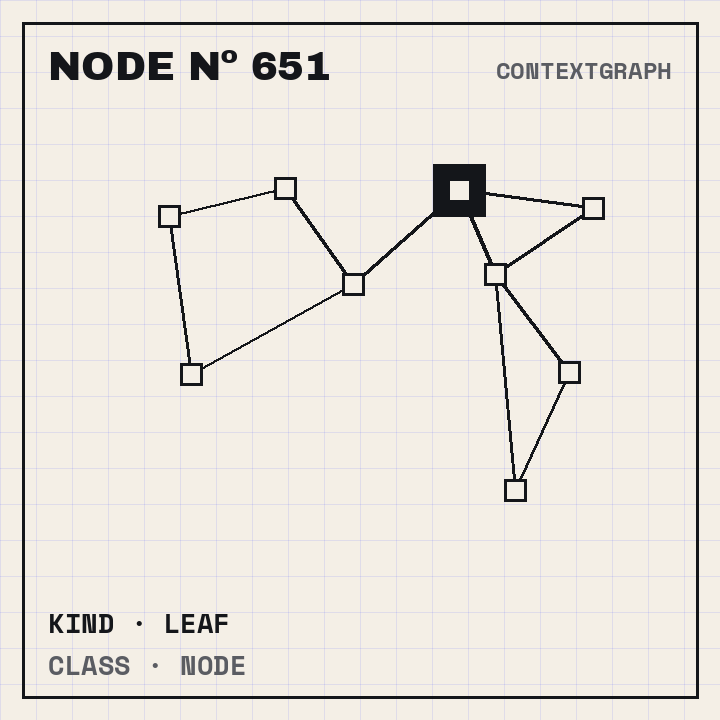 NODE Nº 651
CONTEXTGRAPH
KIND · LEAF
CLASS · NODE